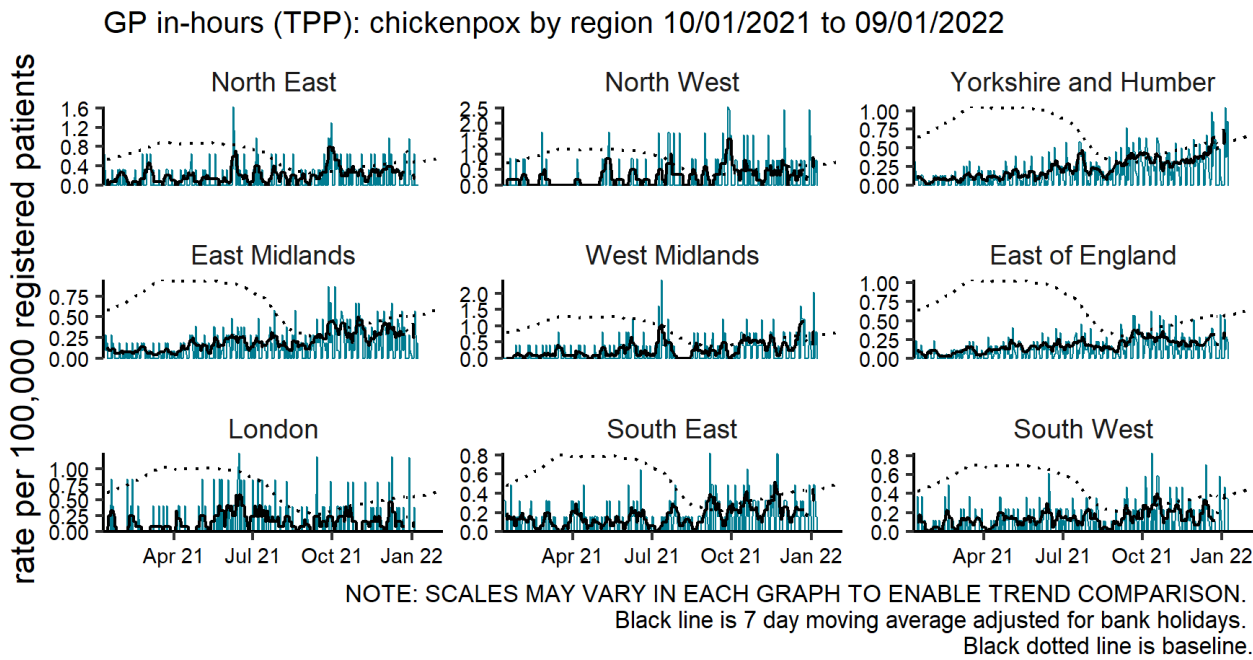 GP in-hours (TPP): chickenpox by region 10/01/2021 to 09/01/2022
rate per 100,000 registered patients
North East
1.6
1.2
0.8
0.4
0.0
North West
2.5
2.0
1.5
1.0
0.5
0.0
Yorkshire and Humber
1.00
0.75
0.50
0.25
0.00
East Midlands
0.75
0.50
0.25
0.00
West Midlands
2.0
1.5
1.0
0.5
0.0
East of England
1.00
0.75
0.50
0.25
0.00
London
1.00
0.75
0.50
0.25
0.00
Apr 21 Jul 21 Oct 21 Jan 22
South East
0.8
0.6
0.4
0.2
0.0
Apr 21 Jul 21 Oct 21 Jan 22
South West
0.8
0.6
0.4
0.2
0.0
Apr 21 Jul 21 Oct 21 Jan 22
NOTE: SCALES MAY VARY IN EACH GRAPH TO ENABLE TREND COMPARISON.
Black line is 7 day moving average adjusted for bank holidays.
Black dotted line is baseline.